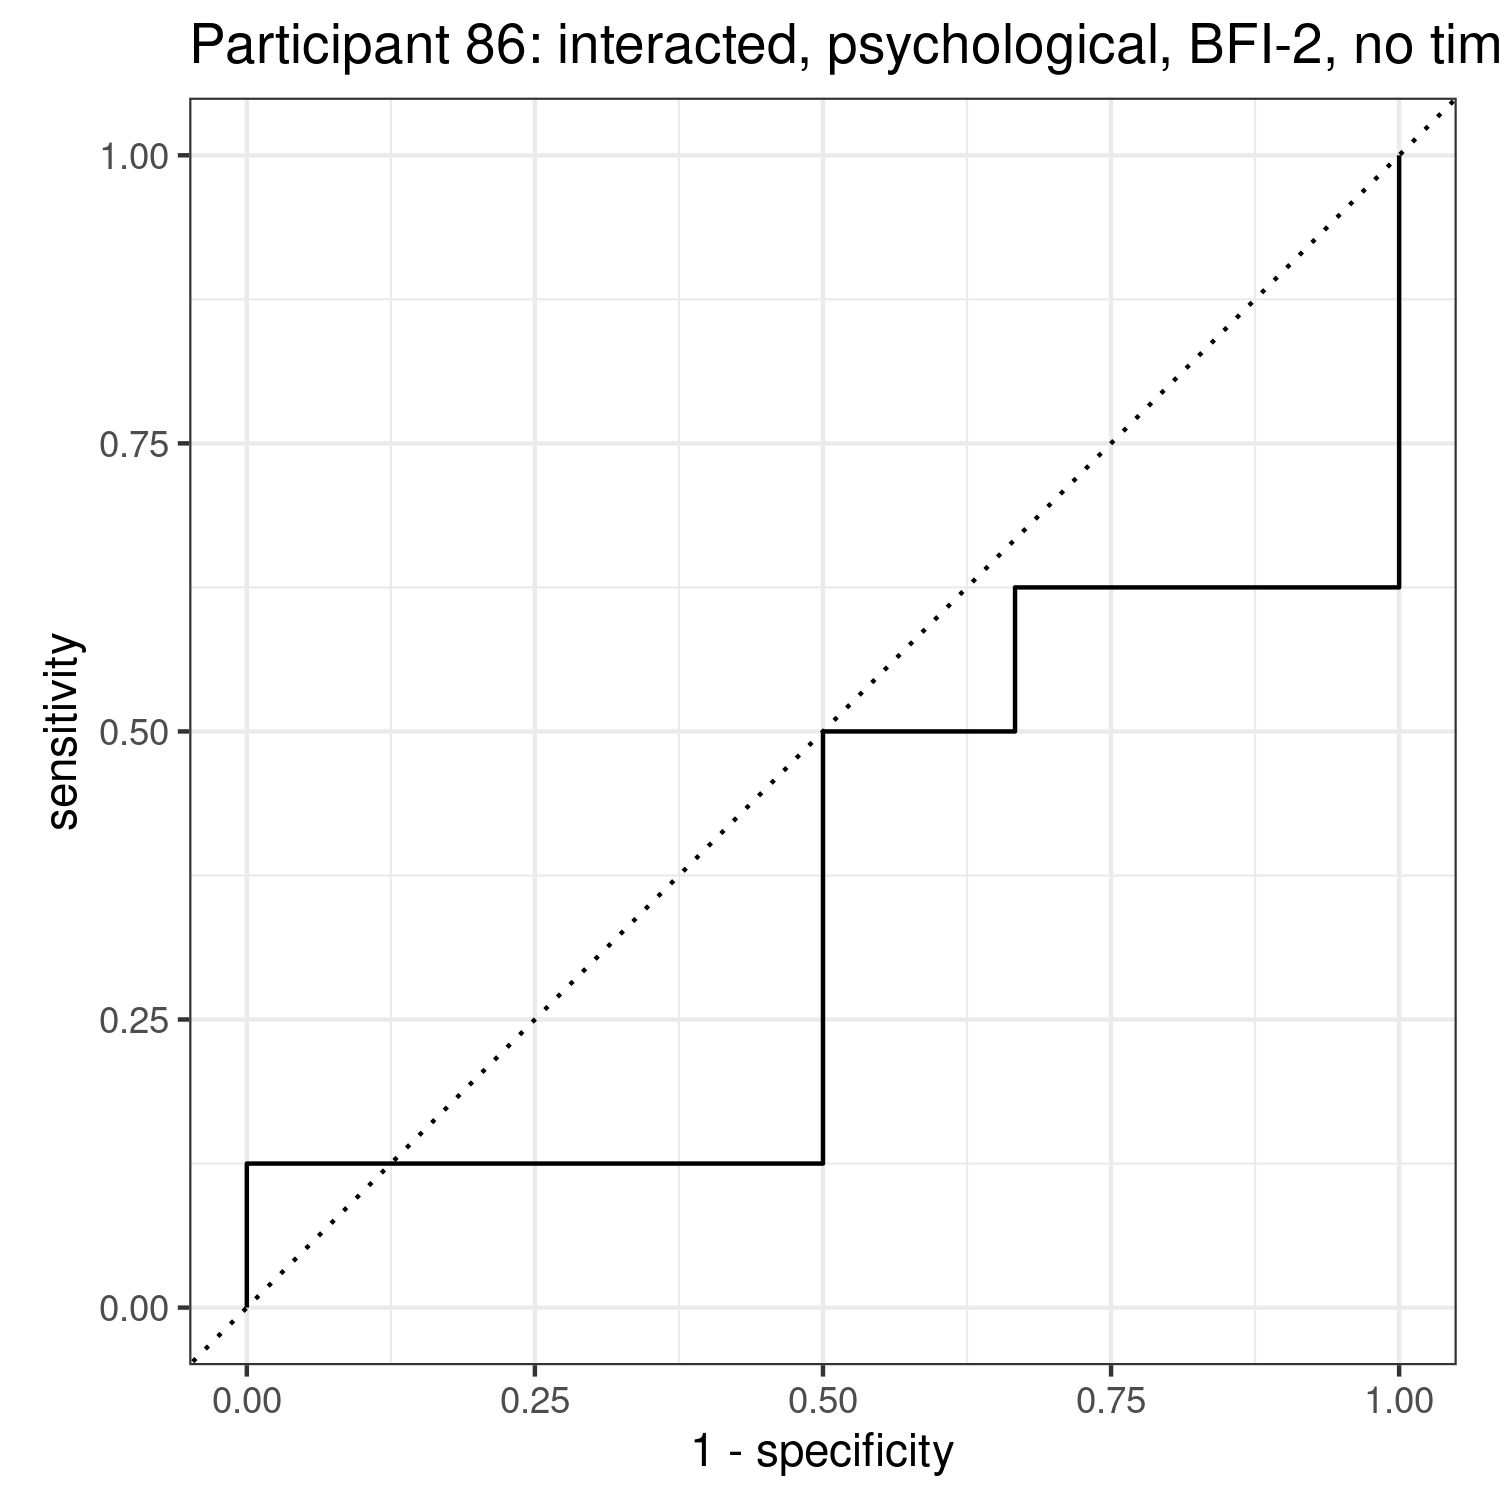 Participant 86: interacted, psychological, BFI-2, no tim
1.00
0.75
0.50
0.25
0.00
sensitivity
0.00 0.25 0.50 0.75 1.00
1 - specificity